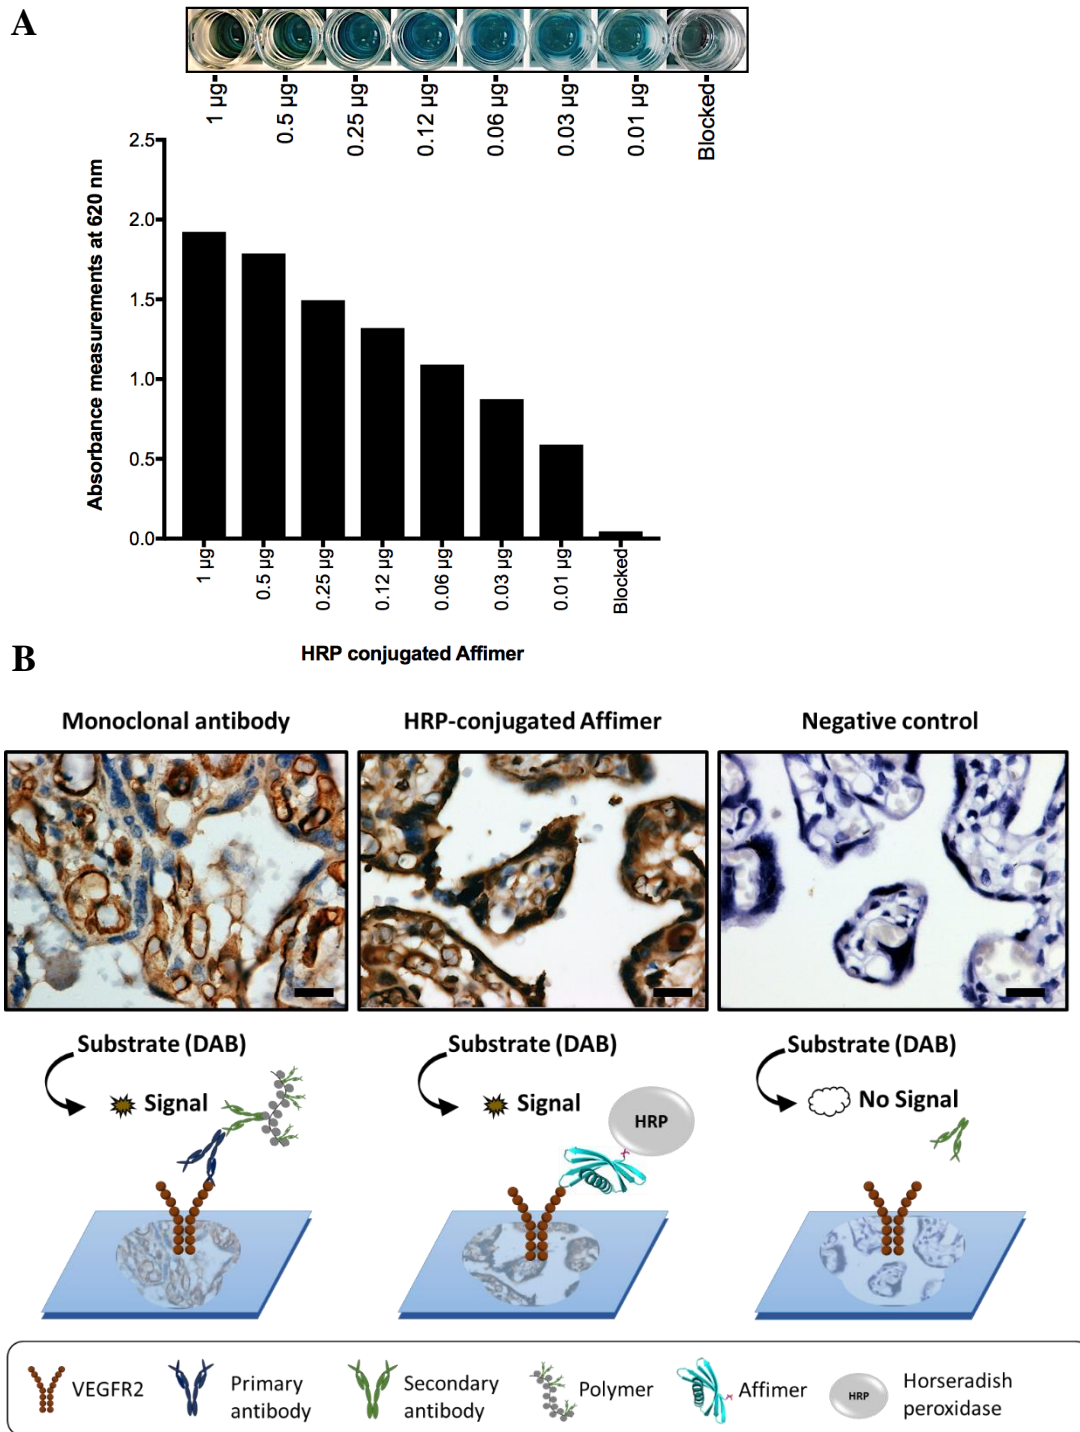 A
1 µg
0.5 µg
0.25 µg
0.12 µg
0.06 µg
0.03 µg
0.01 µg
Blocked
Absorbance measurements at 620 nm
2.5
2.0
1.5
1.0
0.5
0.0
1 µg
0.5 µg
0.25 µg
0.12 µg
0.06 µg
0.03 µg
0.01 µg
Blocked
HRP conjugated Affimer
B
Monoclonal antibody
HRP-conjugated Affimer
Negative control
Substrate (DAB)
Signal
Substrate (DAB)
Signal
HRP
Substrate (DAB)
No Signal
VEGFR2
Primary
antibody
Secondary
antibody
Polymer
Affimer
HRP
Horseradish
peroxidase